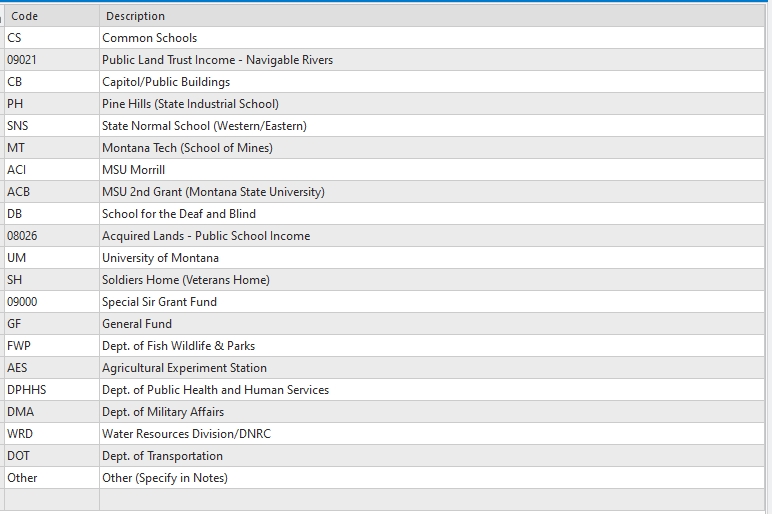 Code Description
CS Common Schools
09021 Public Land Trust Income - Navigable Rivers
CB Capitol/Public Buildings
PH Pine Hills (State Industrial School)
SNS State Normal School (Western/Eastern)
MT Montana Tech (School of Mines)
ACI MSU Morrill
ACB MSU 2nd Grant (Montana State University)
DB School for the Deaf and Blind
08026 Acquired Lands - Public School Income
UM University of Montana
SH Soldiers Home (Veterans Home)
09000 Special Sir Grant Fund
GF General Fund
FWP Dept. of Fish Wildlife & Parks
AES Agricultural Experiment Station
DPHHS Dept. of Public Health and Human Services
DMA Dept. of Military Affairs
WRD Water Resources Division/DNRC
DOT Dept. of Transportation
Other Other (Specify in Notes)